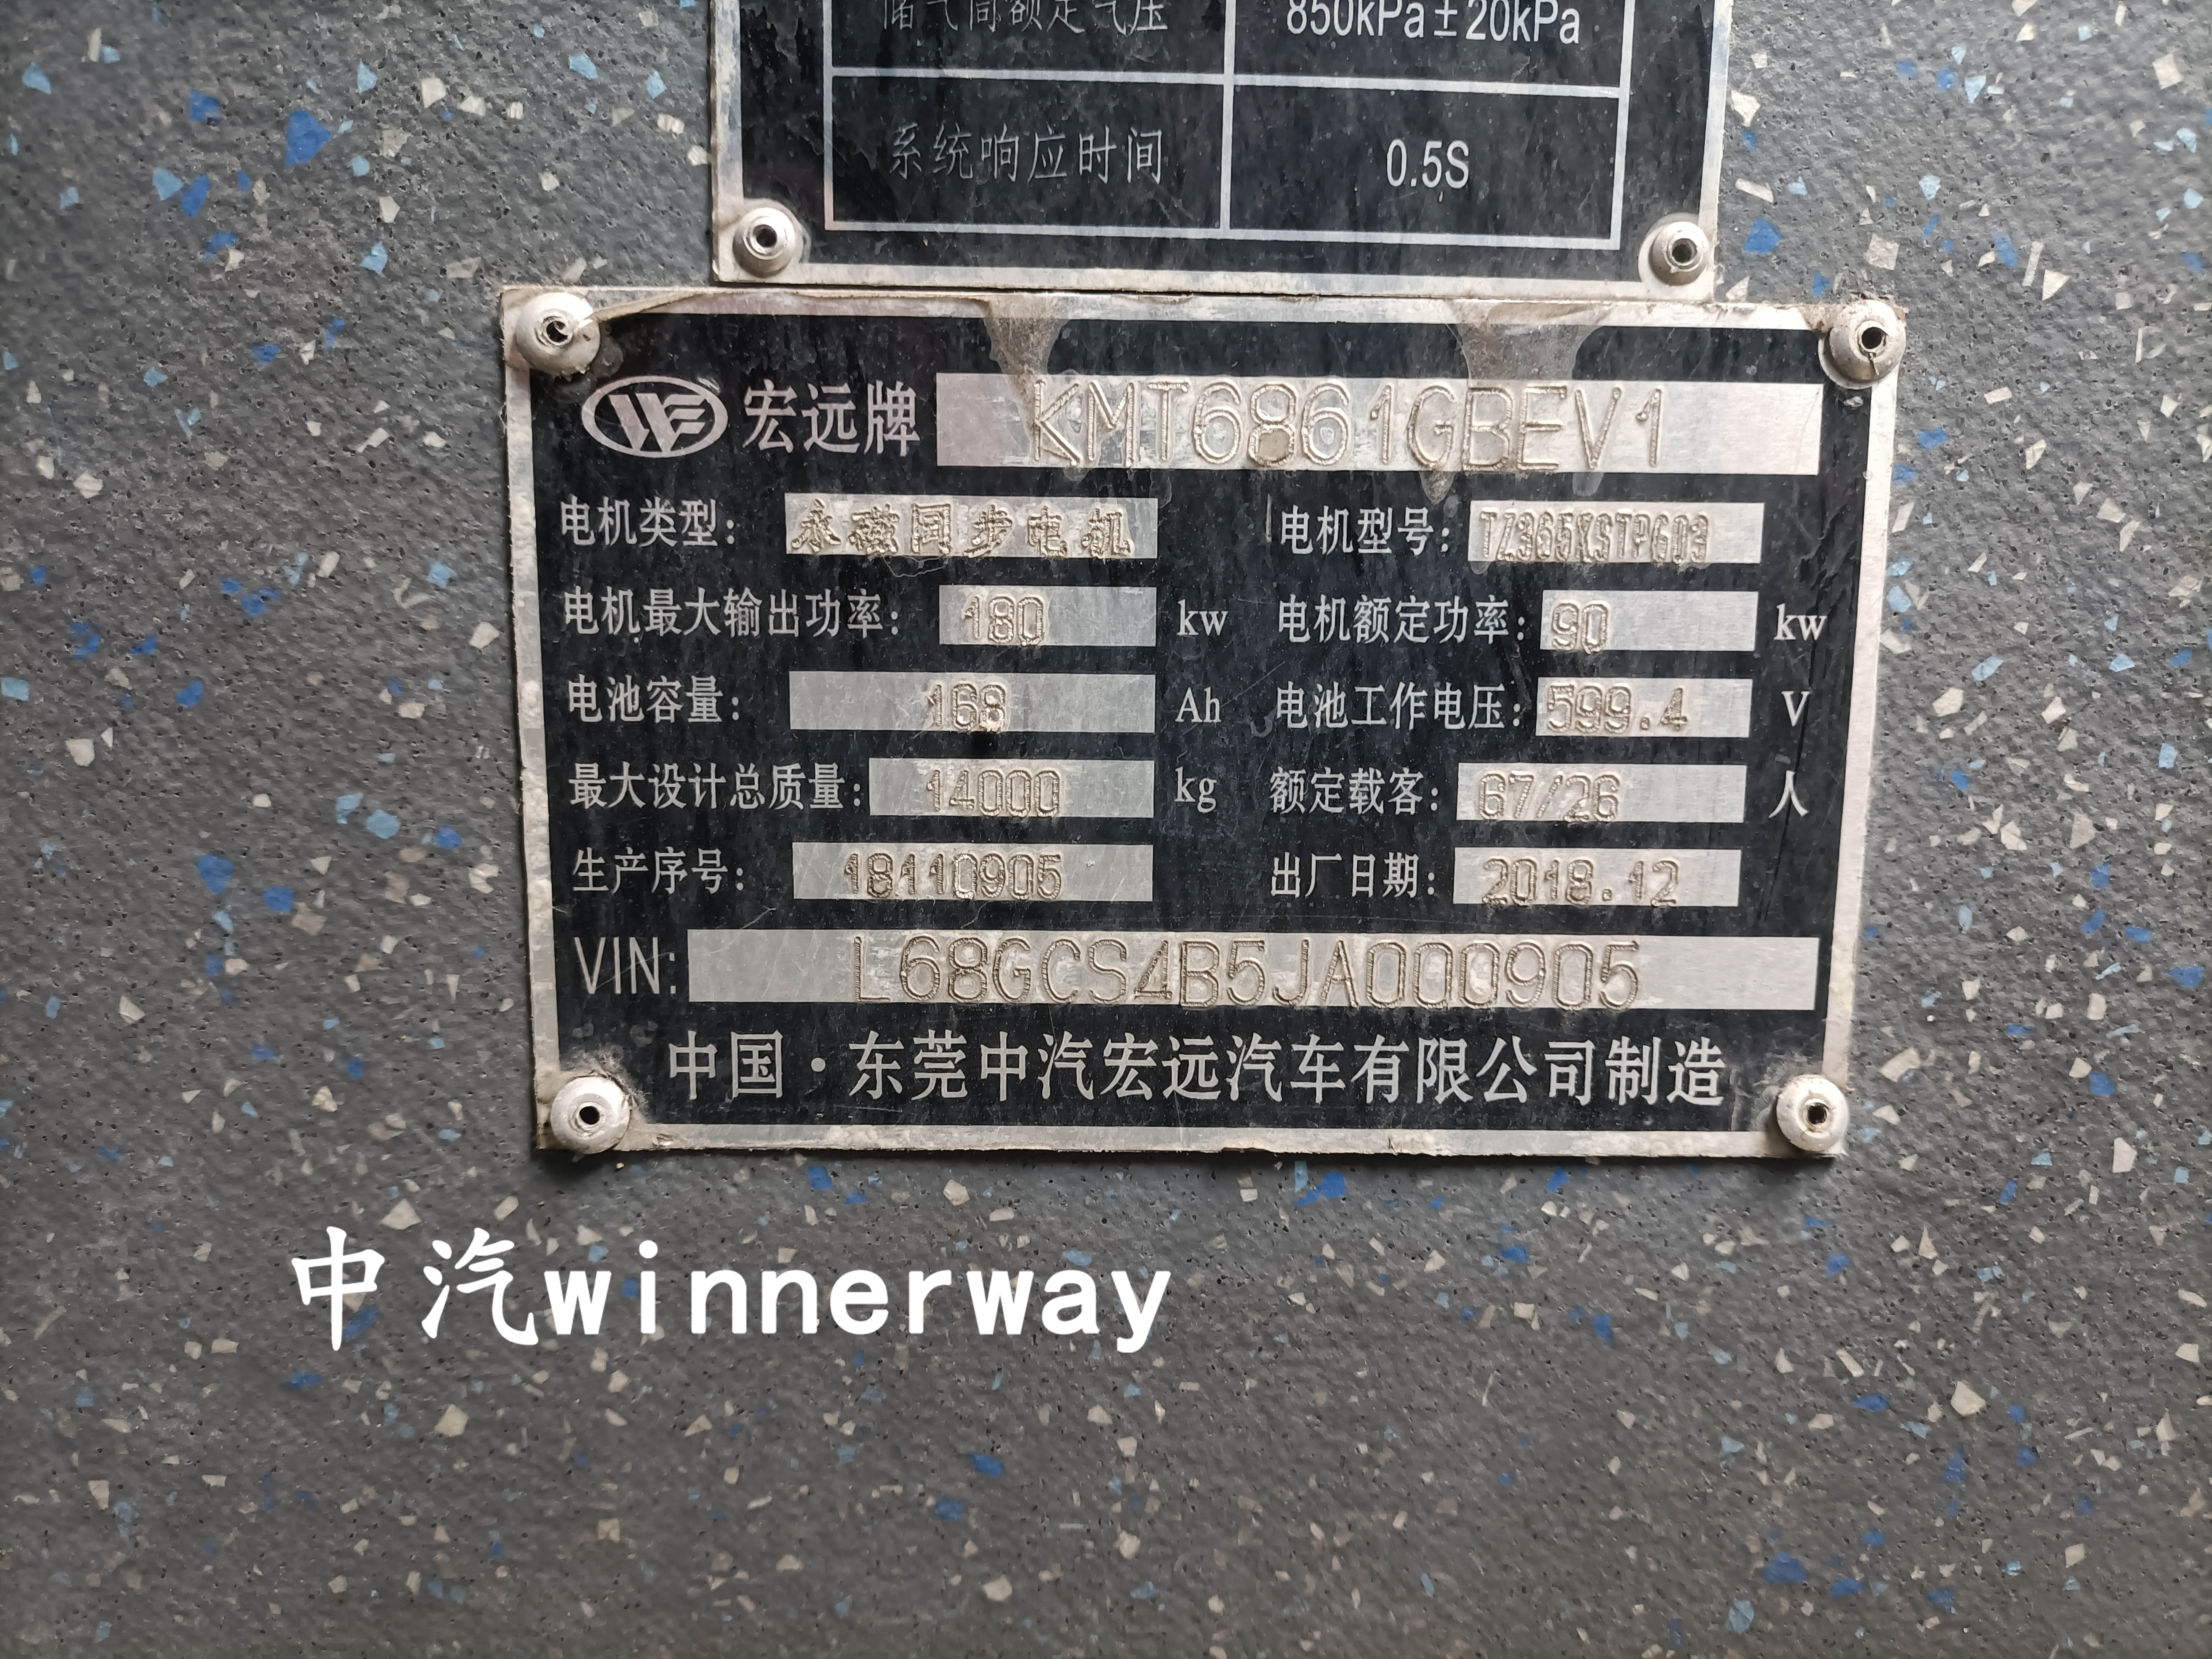 储气筒额定气压 850kPa±20kPa
系统响应时间 0.5S
WE 宏远牌 KMT6861GBEV1
电机类型: 永磁同步电机 电机型号: TZ365XSTPG03
电机最大输出功率: 180 kw 电机额定功率: 90 kw
电池容量: 168 Ah 电池工作电压: 599.4 V
最大设计总质量: 14000 kg 额定载客: 67/26 人
生产序号: 18110905 出厂日期: 2018.12
VIN: L68GCS4B5JA000905
中国·东莞中汽宏远汽车有限公司制造
中汽winnerway